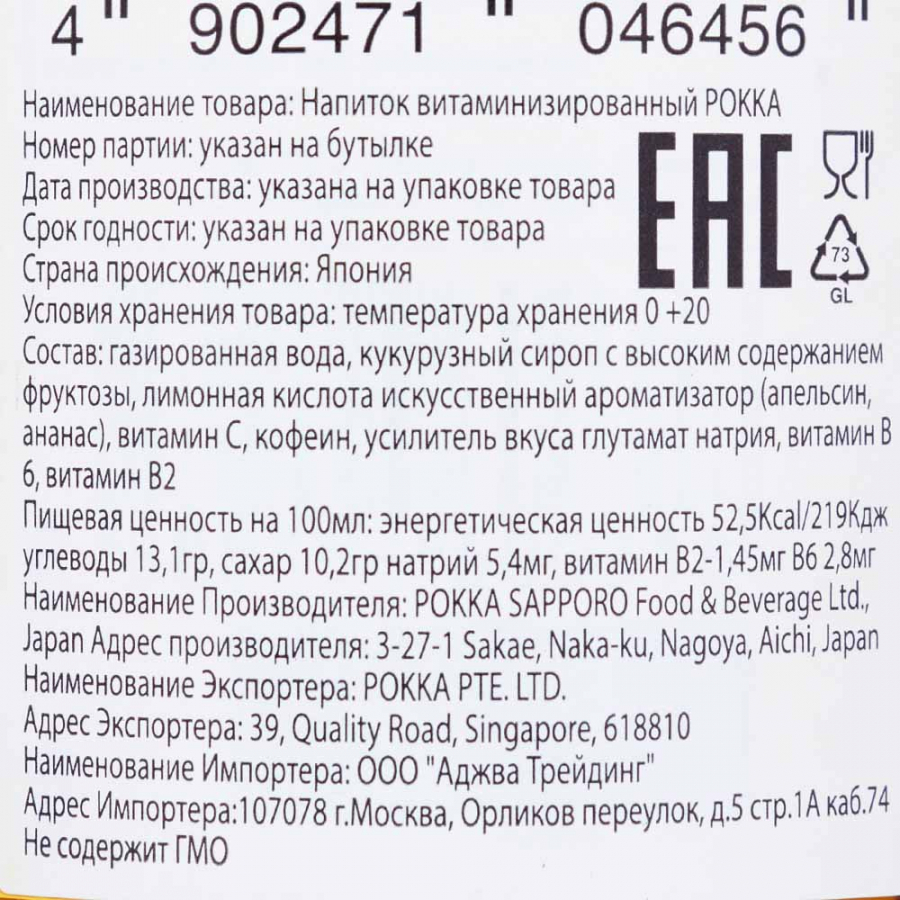 4" 902471 " 046456 "
Наименование товара: Напиток витаминизированный POKKA
Номер партии: указан на бутылке
Дата производства: указана на упаковке товара
Срок годности: указан на упаковке товара
Страна происхождения: Япония
EAC
73
GL
Условия хранения товара: температура хранения 0 +20
Состав: газированная вода, кукурузный сироп с высоким содержанием
фруктозы, лимонная кислота искусственный ароматизатор (апельсин,
ананас), витамин С, кофеин, усилитель вкуса глутамат натрия, витамин В
6, витамин В2
Пищевая ценность на 100мл: энергетическая ценность 52,5Kcal/219Кдж
углеводы 13,1гр, сахар 10,2гр натрий 5,4мг, витамин В2-1,45мг В6 2,8мг
Наименование Производителя: POKKA SAPPORO Food & Beverage Ltd.,
Japan Адрес производителя: 3-27-1 Sakae, Naka-ku, Nagoya, Aichi, Japan
Наименование Экспортера: POKKA PTE. LTD.
Адрес Экспортера: 39, Quality Road, Singapore, 618810
Наименование Импортера: ООО "Аджва Трейдинг"
Адрес Импортера:107078 г.Москва, Орликов переулок, д.5 стр.1А каб.74
Не содержит ГМО